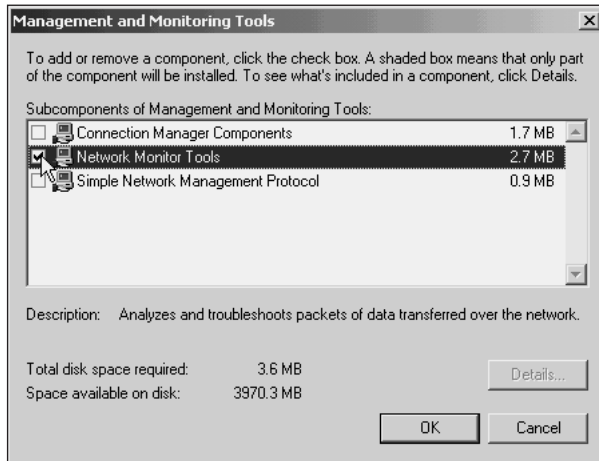 Management and Monitoring Tools
To add or remove a component, click the check box. A shaded box means that only part
of the component will be installed. To see what's included in a component, click Details.
Subcomponents of Management and Monitoring Tools:
Connection Manager Components 1.7 MB
Network Monitor Tools 2.7 MB
Simple Network Management Protocol 0.9 MB
Description: Analyzes and troubleshoots packets of data transferred over the network.
Total disk space required: 3.6 MB
Space available on disk: 3970.3 MB
Details...
OK Cancel